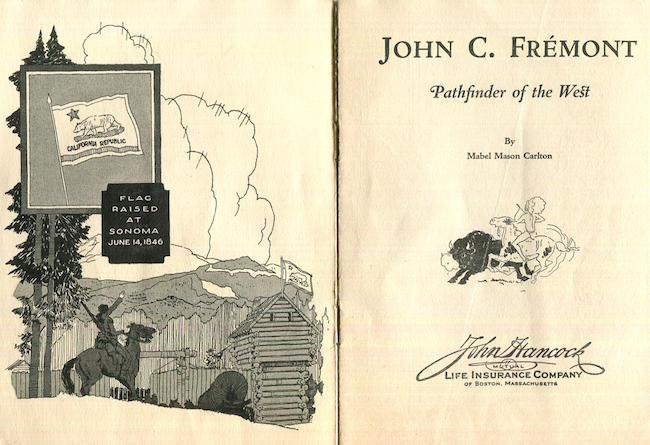 CALIFORNIA REPUBLIC
FLAG
RAISED
AT
SONOMA
JUNE 14, 1846
JOHN C. FRÉMONT
Pathfinder of the West
By
Mabel Mason Carlton
John Hancock
MUTUAL
LIFE INSURANCE COMPANY
OF BOSTON, MASSACHUSETTS